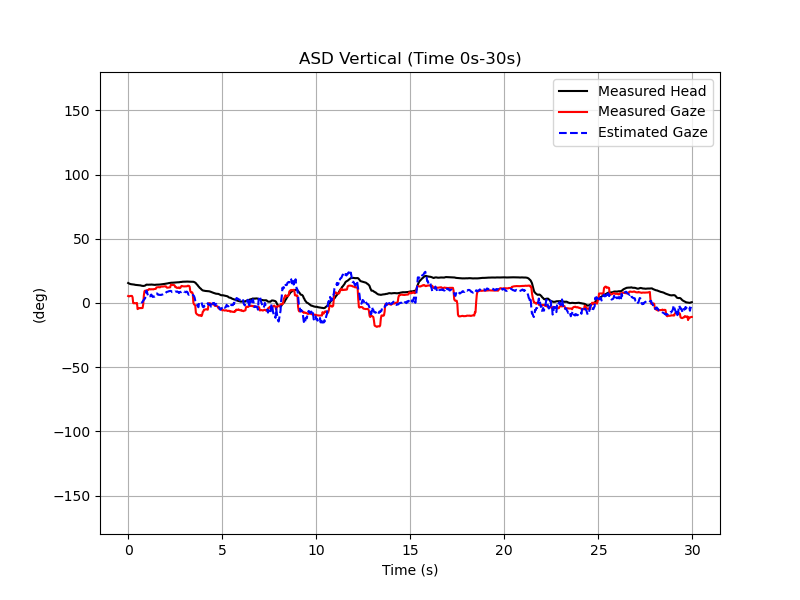 ASD Vertical (Time 0s-30s)
Measured Head
Measured Gaze
Estimated Gaze
150
100
50
0
−50
−100
−150
(deg)
0 5 10 15 20 25 30
Time (s)